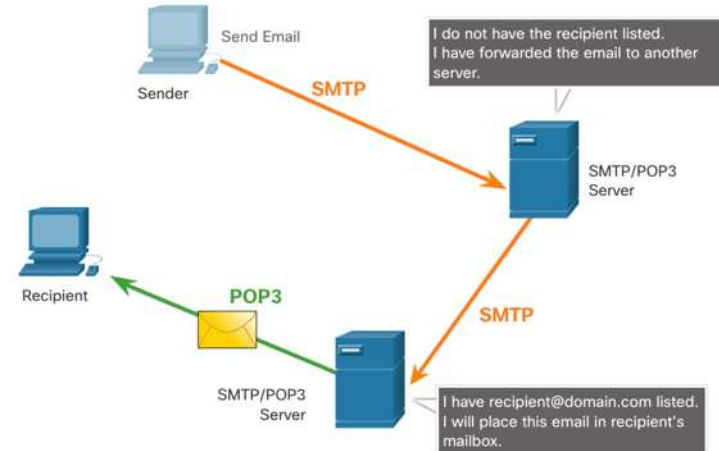 Send Email
I do not have the recipient listed.
I have forwarded the email to another
server.
Sender
SMTP
SMTP/POP3
Server
Recipient
POP3
SMTP
SMTP/POP3
Server
I have recipient@domain.com listed.
I will place this email in recipient's
mailbox.